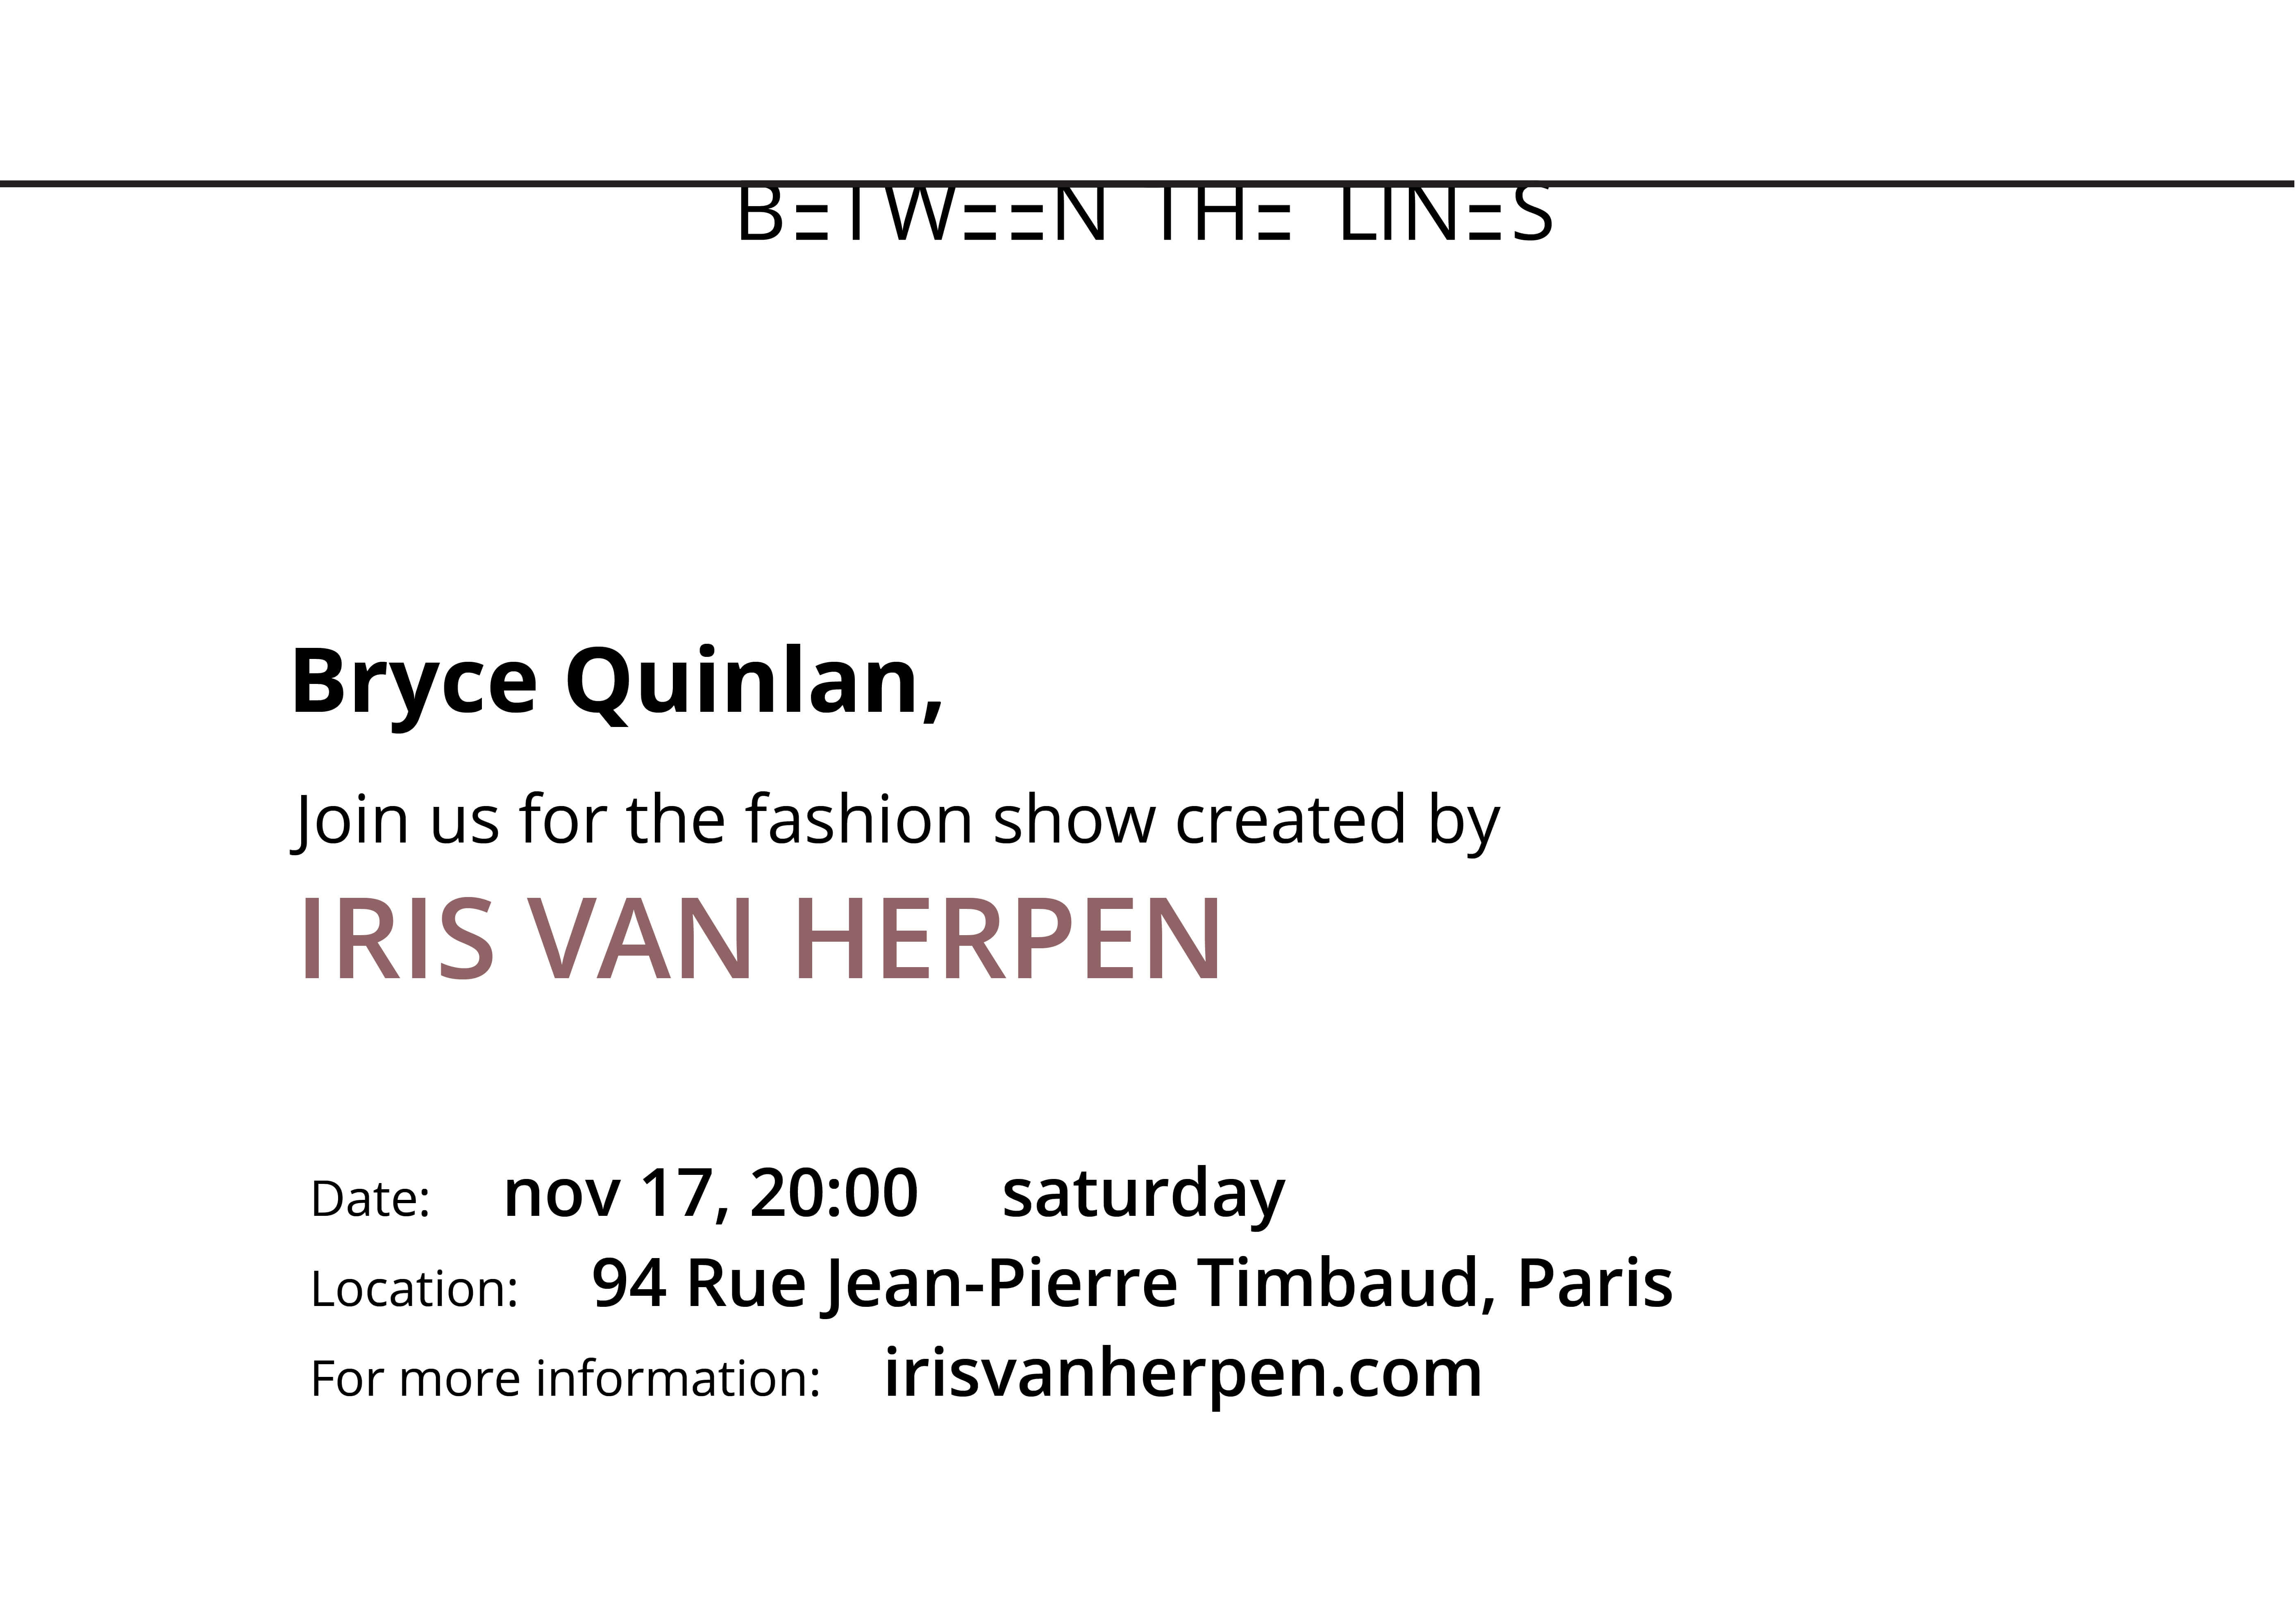 BETWEEN THE LINES
Bryce Quinlan,
Join us for the fashion show created by
IRIS VAN HERPEN
Date: nov 17, 20:00 saturday
Location: 94 Rue Jean-Pierre Timbaud, Paris
For more information: irisvanherpen.com